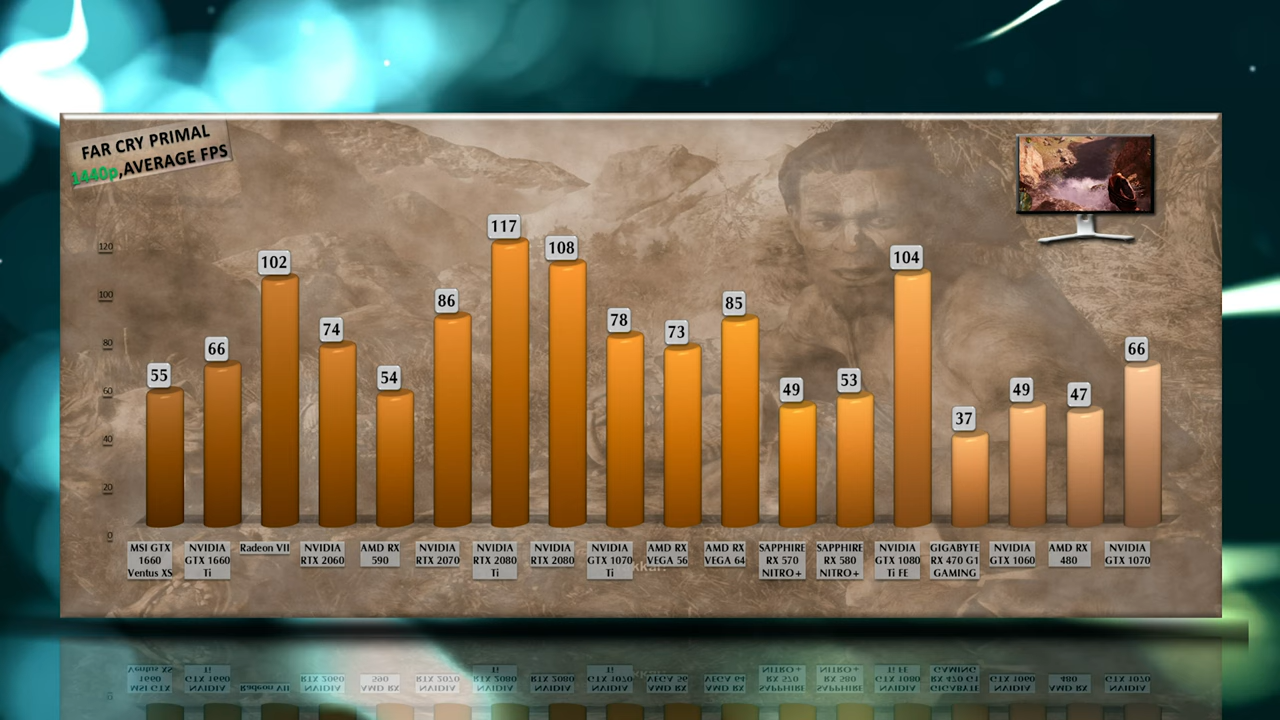 FAR CRY PRIMAL
1440p,AVERAGE FPS
120
100
80
60
40
20
0
55
66
102
74
54
86
117
108
78
73
85
49
53
104
37
49
47
66
MSI GTX
1660
Ventus XS
NVIDIA
GTX 1660
Ti
Radeon VII
NVIDIA
RTX 2060
AMD RX
590
NVIDIA
RTX 2070
NVIDIA
RTX 2080
Ti
NVIDIA
RTX 2080
NVIDIA
GTX 1070
Ti
AMD RX
VEGA 56
AMD RX
VEGA 64
SAPPHIRE
RX 570
NITRO+
SAPPHIRE
RX 580
NITRO+
NVIDIA
GTX 1080
Ti FE
GIGABYTE
RX 470 G1
GAMING
NVIDIA
GTX 1060
AMD RX
480
NVIDIA
GTX 1070